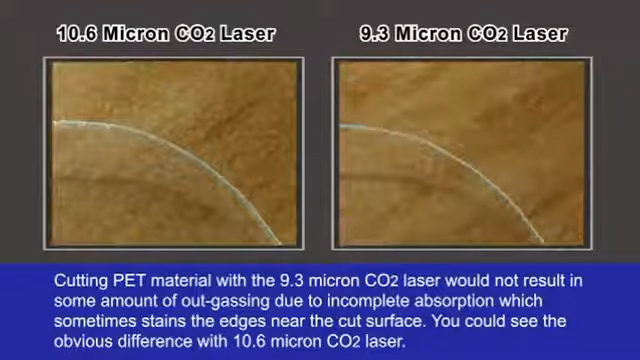 10.6 Micron CO2 Laser
9.3 Micron CO2 Laser
Cutting PET material with the 9.3 micron CO2 laser would not result in
some amount of out-gassing due to incomplete absorption which
sometimes stains the edges near the cut surface. You could see the
obvious difference with 10.6 micron CO2 laser.